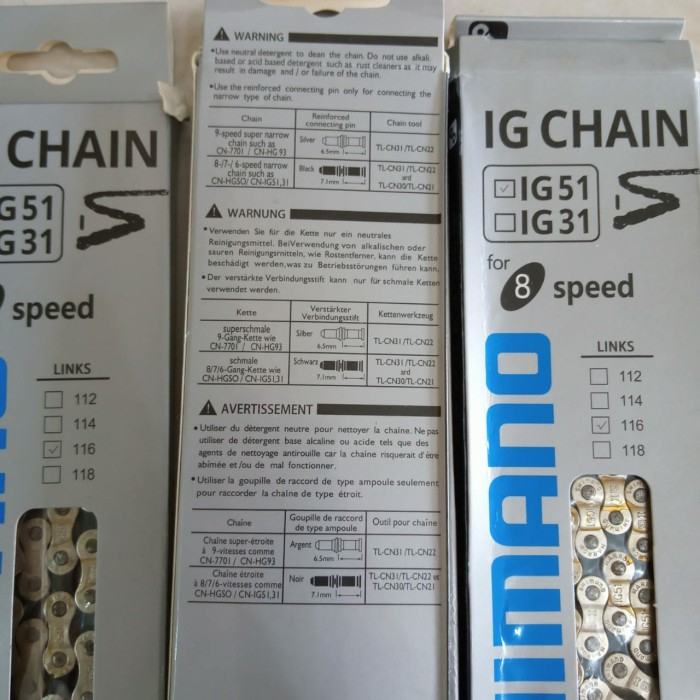 CHAIN
G51
G31
speed
LINKS
112
114
116
118
WARNING
•Use neutral detergent to dean the chain. Do not use alkali.
based or acid based detergent such as rust cleaners as it may
result in damage and / or failure of the chain.
•Use the reinforced connecting pin only for connecting the
narrow type of chain.
Chain
Reinforced
connecting pin
Chain tool
9-speed super narrow
chain such as
CN-7701 / CN-HG 93
Silver
6.5mm
TL-CN31 /TL-CN22
8-/7-/ 6-speed narrow
chain such as
CN-HGSO/ CN-IG51,31
Black
7.1mm
TL-CN31 /TL-CN22
ard
TL-CN30/TL-CN21
WARNUNG
•Verwenden Sie für die Kette nur ein neutrales
Reinigungsmittel. BeiVerwendung von alkalischen oder
sauren Reinigungsmitteln, wie Rostentferner, kann die Kette
beschädigt werden,was zu Betriebsstörungen führen kann.
•Der verstärkte Verbindungsstift kann nur für schmale Ketten
verwendet werden.
Kette
Verstärkter
Verbindungsstift
Kettenwerkzeug
superschmale
9-Gang-Kette wie
CN-7701 / CN-HG93
Silber
6.5mm
TL-CN31 /TL-CN22
schmale
8/7/6-Gang-Kette wie
CN-HGSO / CN-IG51,31
Schwarz
7.1mm
TL-CN31 /TL-CN22
ard
TL-CN30/TL-CN21
AVERTISSEMENT
•Utiliser du détergent neutre pour nettoyer la chaîne. Ne pas
utiliser de détergent base alcaline ou acide tels que des
agents de nettoyage antirouille car la chaîne risquerait d'être
abîmée et /ou de mal fonctionner.
•Utiliser la goupille de raccord de type ampoule seulement
pour raccorder la chaîne de type étroit.
Chaîne
Goupille de raccord
de type ampoule
Outil pour chaîne
Chaîne super-étroite
à 9-vitesses comme
CN-7701 / CN-HG93
Argent
6.5mm
TL-CN31 /TL-CN22
Chaîne étroite
à 8/7/6-vitesses comme
CN-HGSO / CN-IG51,31
Noir
7.1mm
TL-CN31/TL-CN22 et
TL-CN30/TL-CN21
IG CHAIN
IG51
IG31
for 8 speed
LINKS
112
114
116
118
IMANO